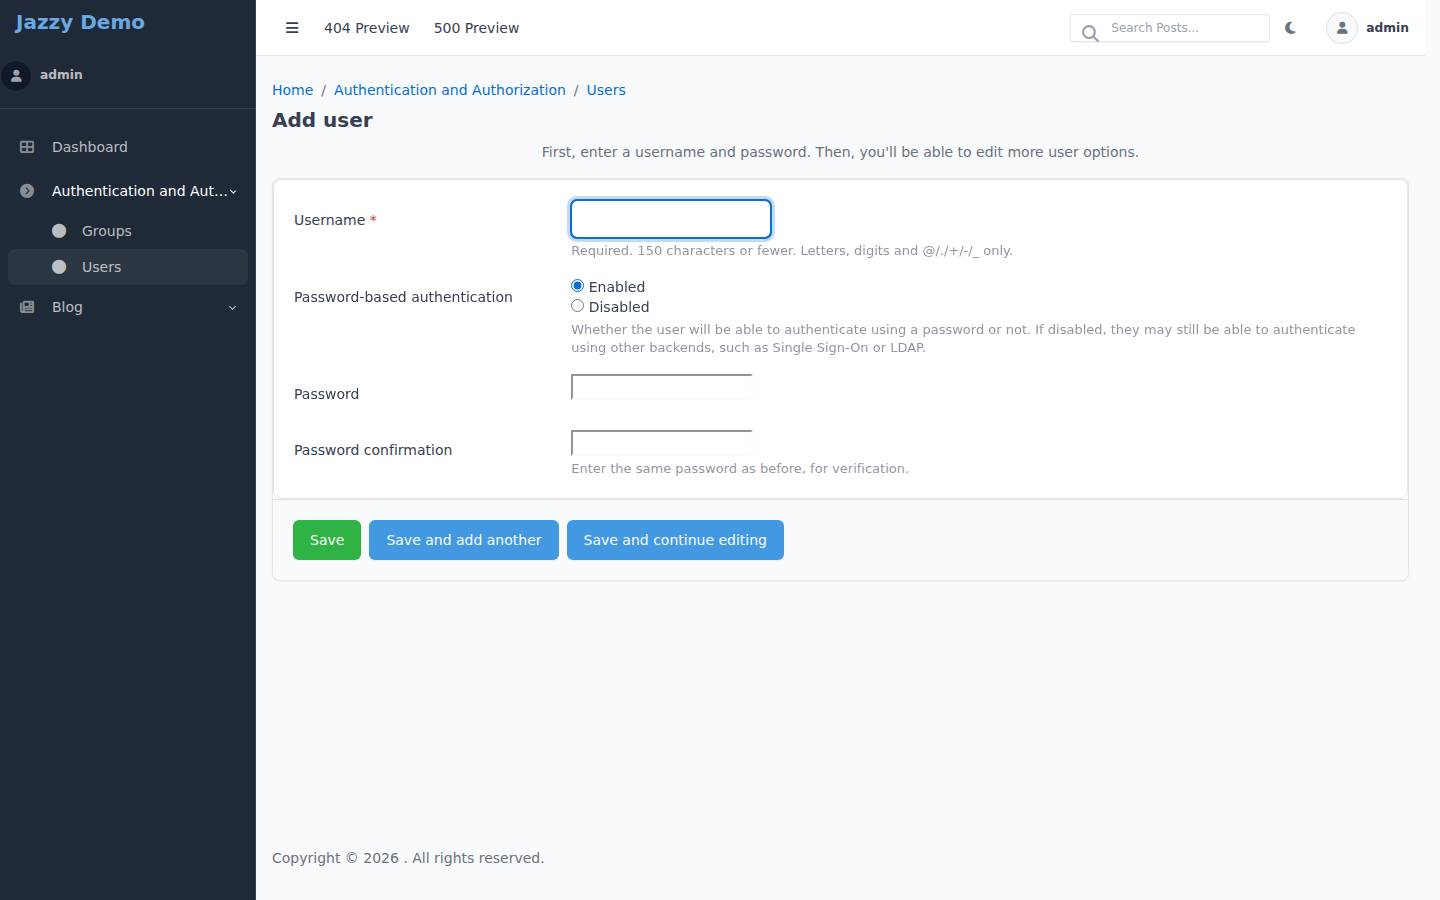 Jazzy Demo
admin
Dashboard
Authentication and Aut...
Groups
Users
Blog
404 Preview
500 Preview
Search Posts...
admin
Home / Authentication and Authorization / Users
Add user
First, enter a username and password. Then, you'll be able to edit more user options.
Username *
Required. 150 characters or fewer. Letters, digits and @/./+/-/_ only.
Password-based authentication
Enabled
Disabled
Whether the user will be able to authenticate using a password or not. If disabled, they may still be able to authenticate
using other backends, such as Single Sign-On or LDAP.
Password
Password confirmation
Enter the same password as before, for verification.
Save
Save and add another
Save and continue editing
Copyright © 2026 . All rights reserved.